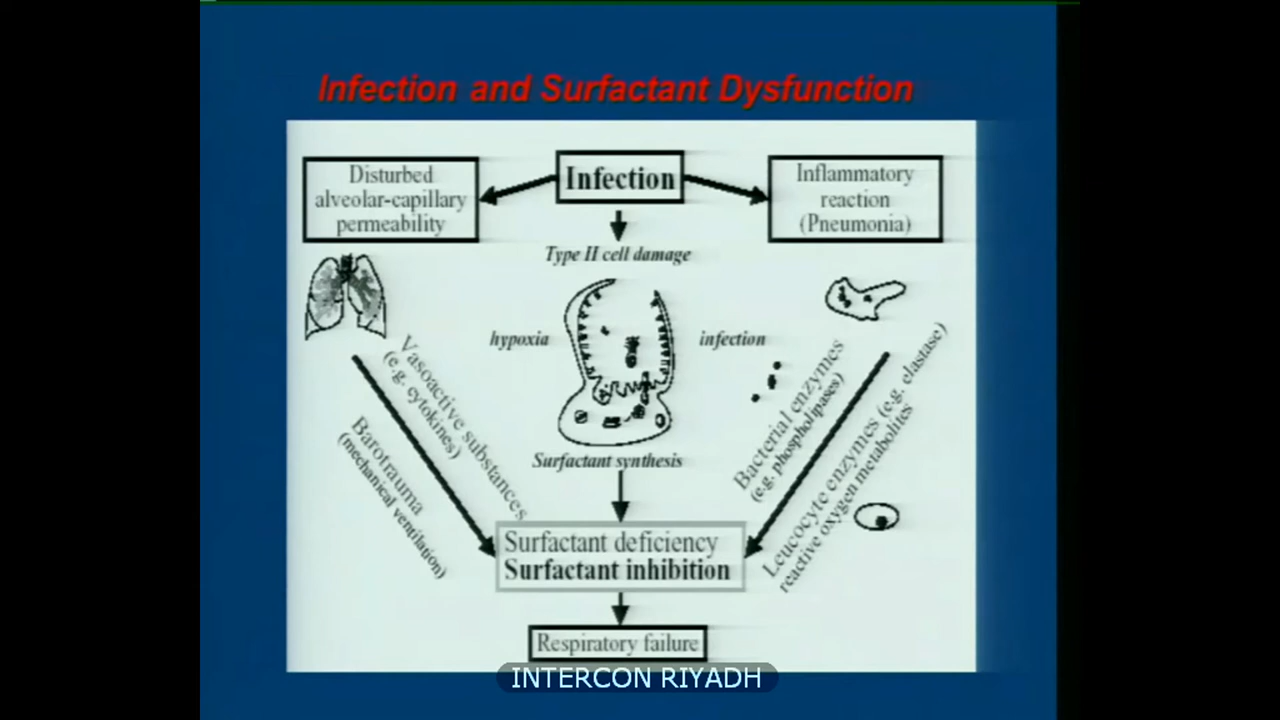 Infection and Surfactant Dysfunction
Disturbed
alveolar-capillary
permeability
Infection
Inflammatory
reaction
(Pneumonia)
Type II cell damage
hypoxia
infection
Vasoactive substances
(e.g. cytokines)
Barotrauma
(mechanical ventilation)
Bacterial enzymes
(e.g. phospholipases)
Leucocyte enzymes (e.g. elastase)
reactive oxygen metabolites
Surfactant synthesis
Surfactant deficiency
Surfactant inhibition
Respiratory failure
INTERCON RIYADH